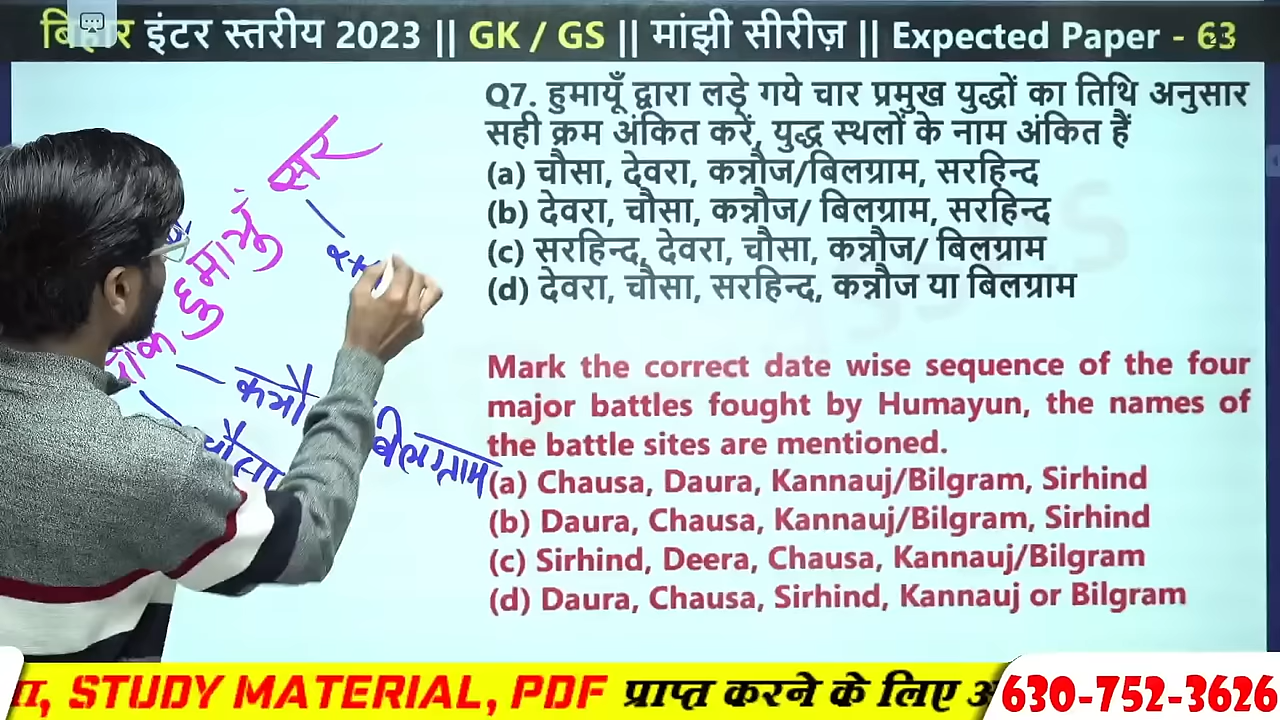 बिहार इंटर स्तरीय 2023 || GK / GS || मांझी सीरीज़ || Expected Paper - 63
Q7. हुमायूँ द्वारा लड़े गये चार प्रमुख युद्धों का तिथि अनुसार
सही क्रम अंकित करें, युद्ध स्थलों के नाम अंकित हैं
(a) चौसा, देवरा, कन्नौज/बिलग्राम, सरहिन्द
(b) देवरा, चौसा, कन्नौज/ बिलग्राम, सरहिन्द
(c) सरहिन्द, देवरा, चौसा, कन्नौज/ बिलग्राम
(d) देवरा, चौसा, सरहिन्द, कन्नौज या बिलग्राम
Mark the correct date wise sequence of the four
major battles fought by Humayun, the names of
the battle sites are mentioned.
(a) Chausa, Daura, Kannauj/Bilgram, Sirhind
(b) Daura, Chausa, Kannauj/Bilgram, Sirhind
(c) Sirhind, Deera, Chausa, Kannauj/Bilgram
(d) Daura, Chausa, Sirhind, Kannauj or Bilgram
सर
हुमायुं
कन्नौ
बिलग्राम
चौसा
STUDY MATERIAL, PDF प्राप्त करने के लिए
630-752-3626